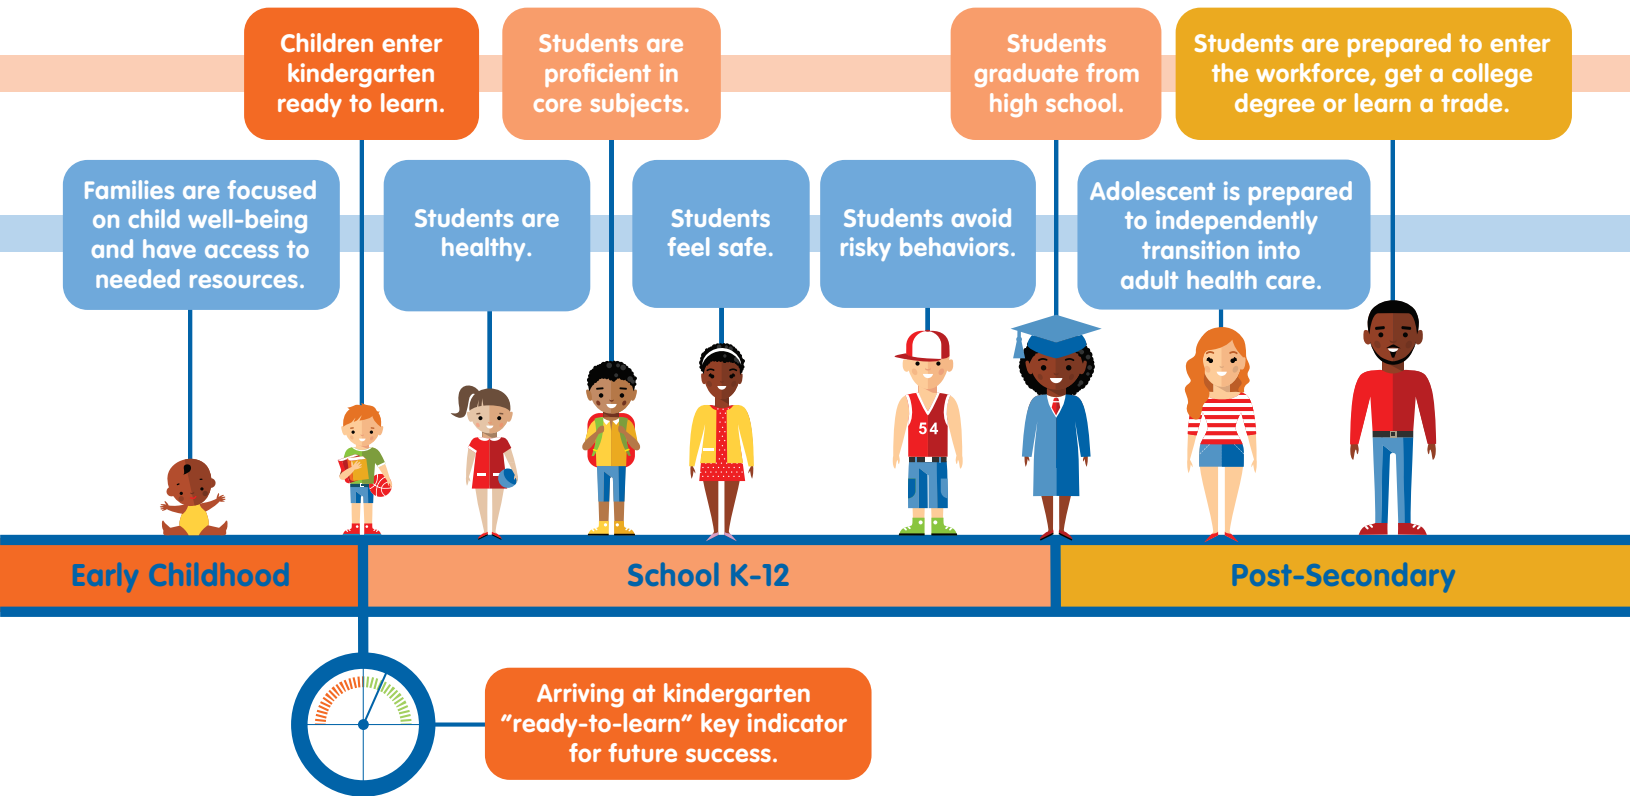 Children enter
kindergarten
ready to learn.
Students are
proficient in
core subjects.
Students
graduate from
high school.
Students are prepared to enter
the workforce, get a college
degree or learn a trade.
Families are focused
on child well-being
and have access to
needed resources.
Students are
healthy.
Students
feel safe.
Students avoid
risky behaviors.
Adolescent is prepared
to independently
transition into
adult health care.
54
Early Childhood
School K-12
Post-Secondary
Arriving at kindergarten
“ready-to-learn” key indicator
for future success.